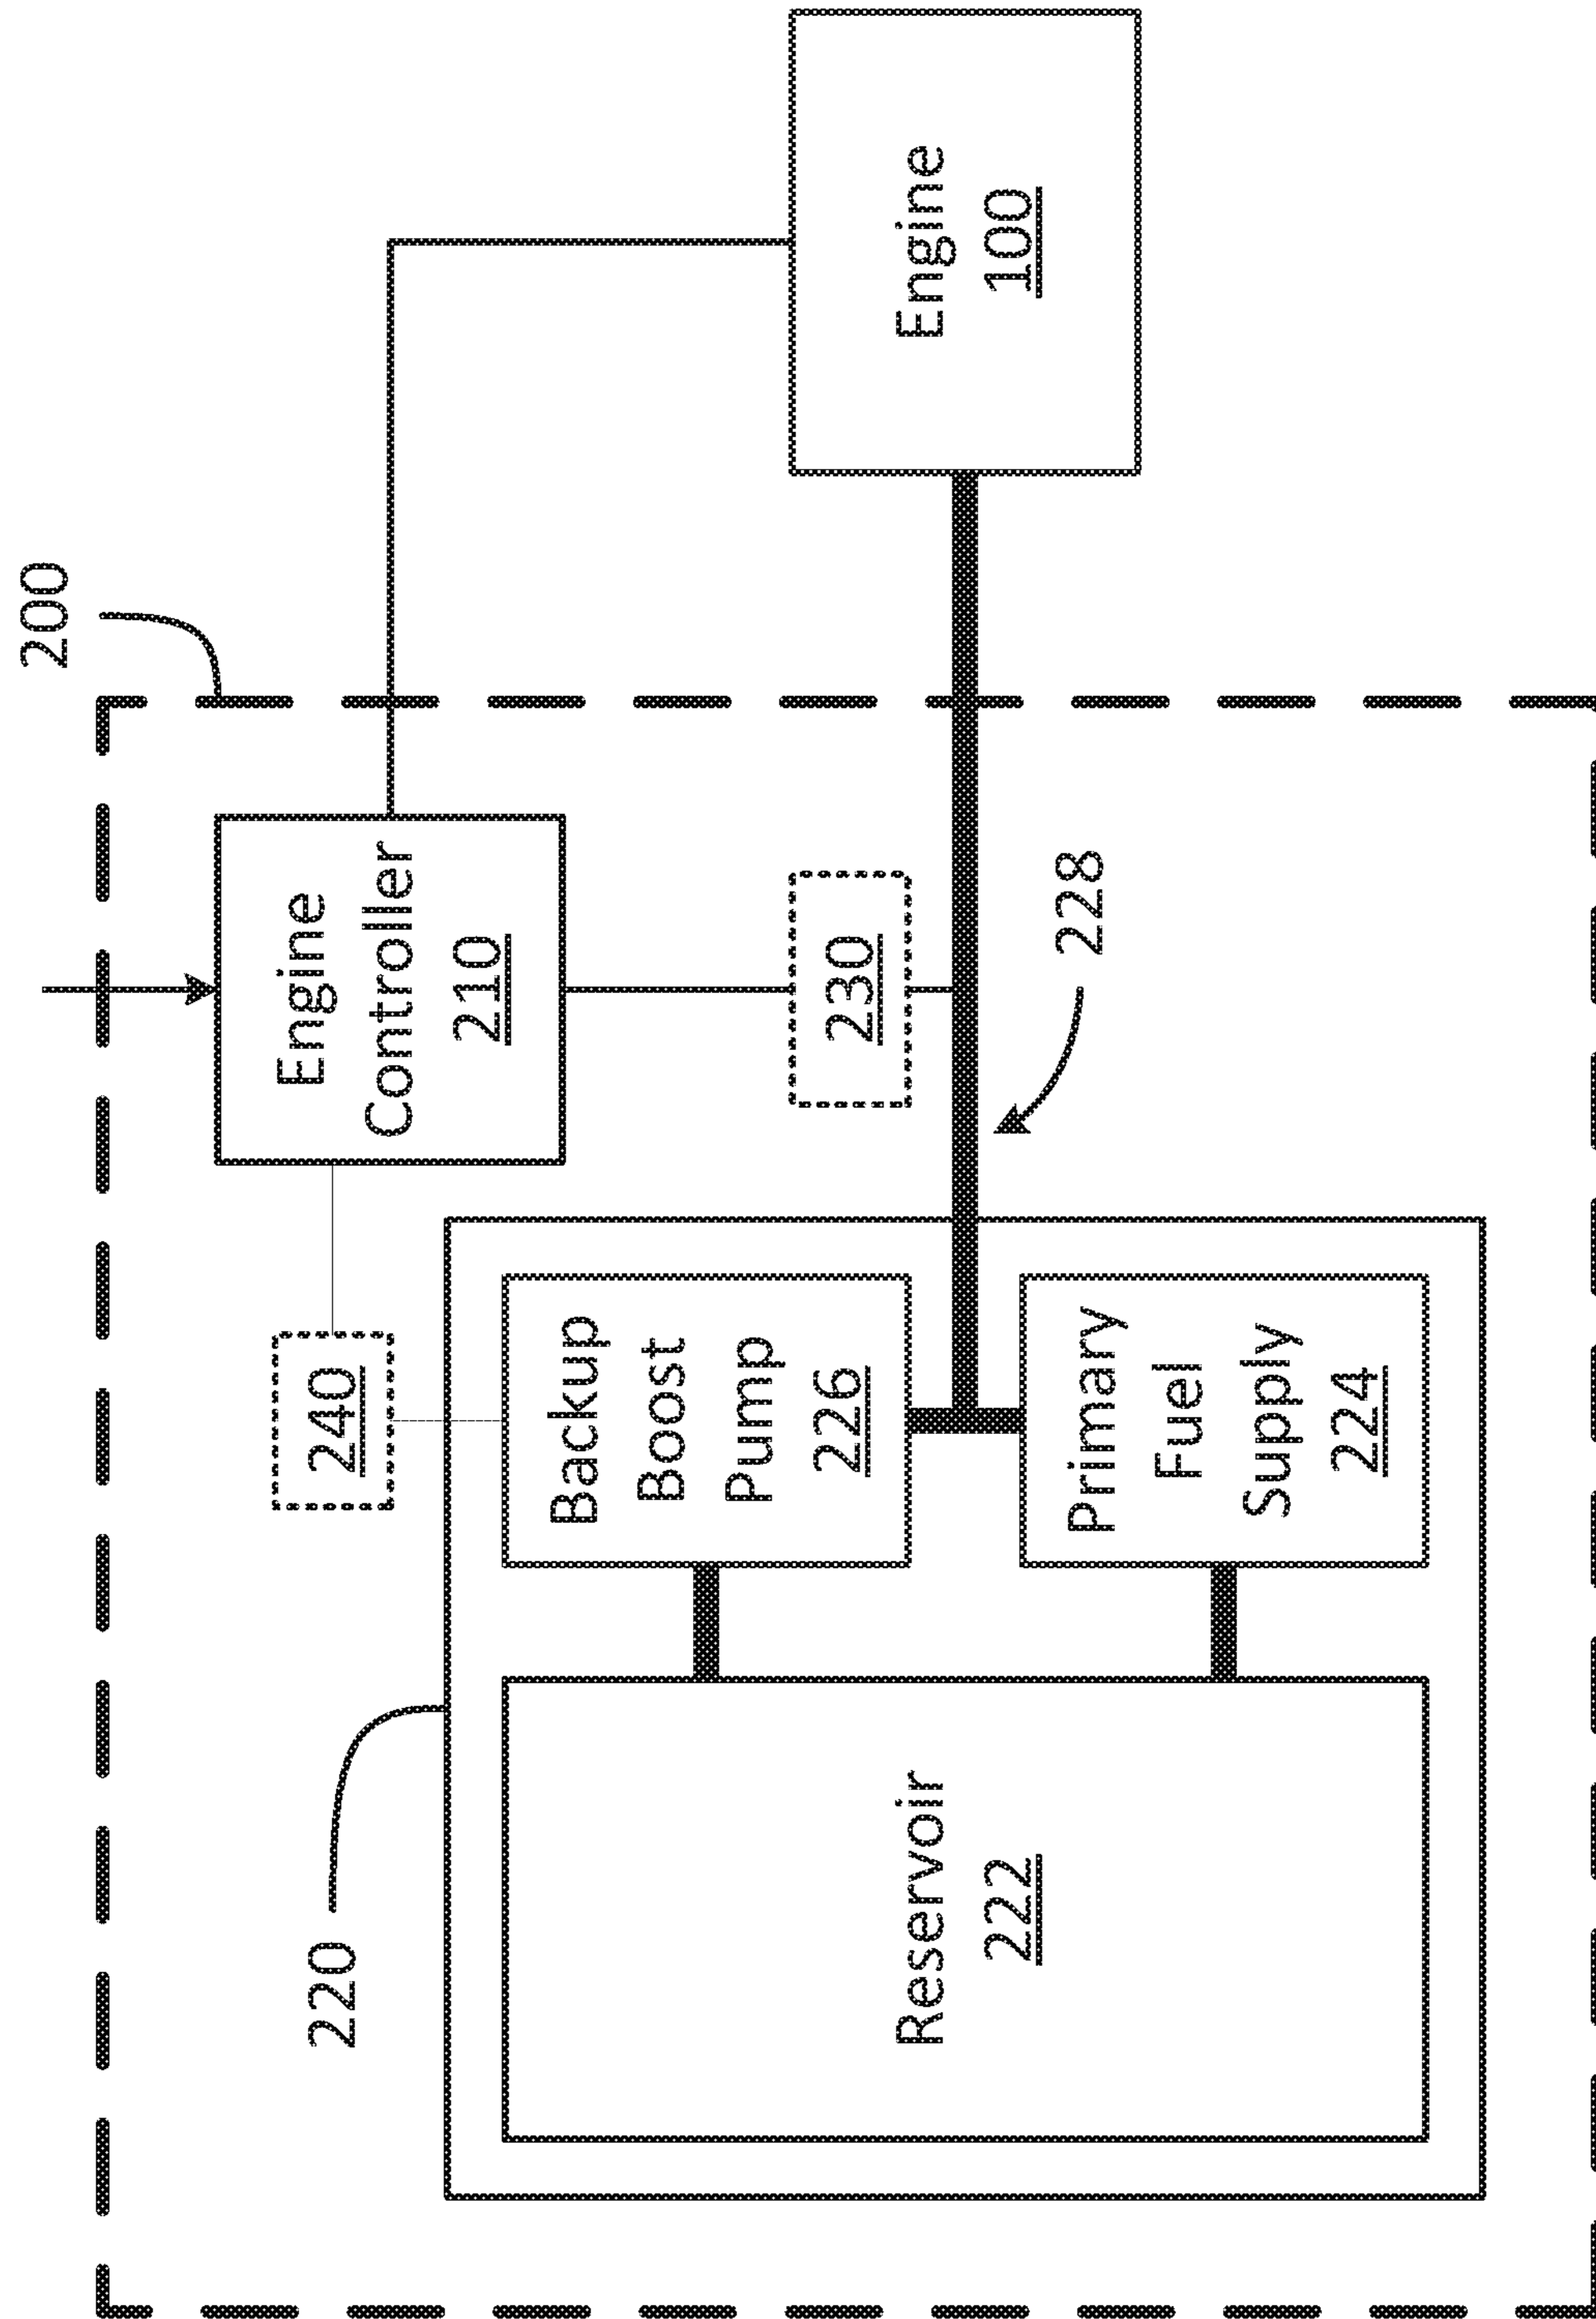 200
Engine
Controller
210
240
220
Backup
Boost
Pump
226
230
Reservoir
222
Engine
100
228
Primary
Fuel
Supply
224